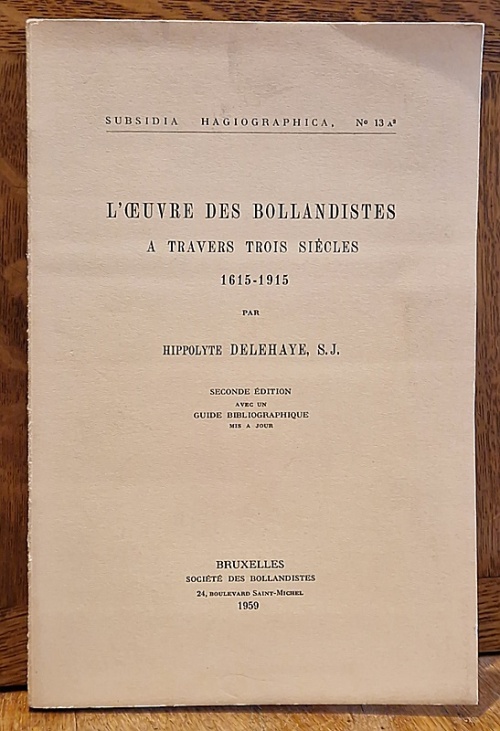 SUBSIDIA HAGIOGRAPHICA, Nº 13 A²
L'ŒUVRE DES BOLLANDISTES
A TRAVERS TROIS SIÈCLES
1615-1915
PAR
HIPPOLYTE DELEHAYE, S. J.
SECONDE ÉDITION
AVEC UN
GUIDE BIBLIOGRAPHIQUE
MIS A JOUR
BRUXELLES
SOCIÉTÉ DES BOLLANDISTES
24, BOULEVARD SAINT-MICHEL
1959